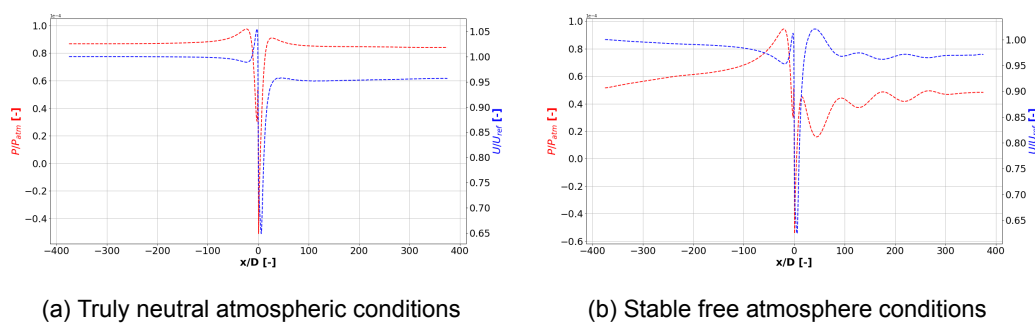 1e−4
1.0
0.8
0.6
0.4
0.2
0.0
−0.2
−0.4
P/Patm [-]
1.05
1.00
0.95
0.90
0.85
0.80
0.75
0.70
0.65
U/Uref [-]
−400 −300 −200 −100 0 100 200 300 400
x/D [-]
(a) Truly neutral atmospheric conditions
1e−4
1.0
0.8
0.6
0.4
0.2
0.0
−0.2
−0.4
−0.6
P/Patm [-]
1.00
0.95
0.90
0.85
0.80
0.75
0.70
0.65
U/Uref [-]
−400 −300 −200 −100 0 100 200 300 400
x/D [-]
(b) Stable free atmosphere conditions